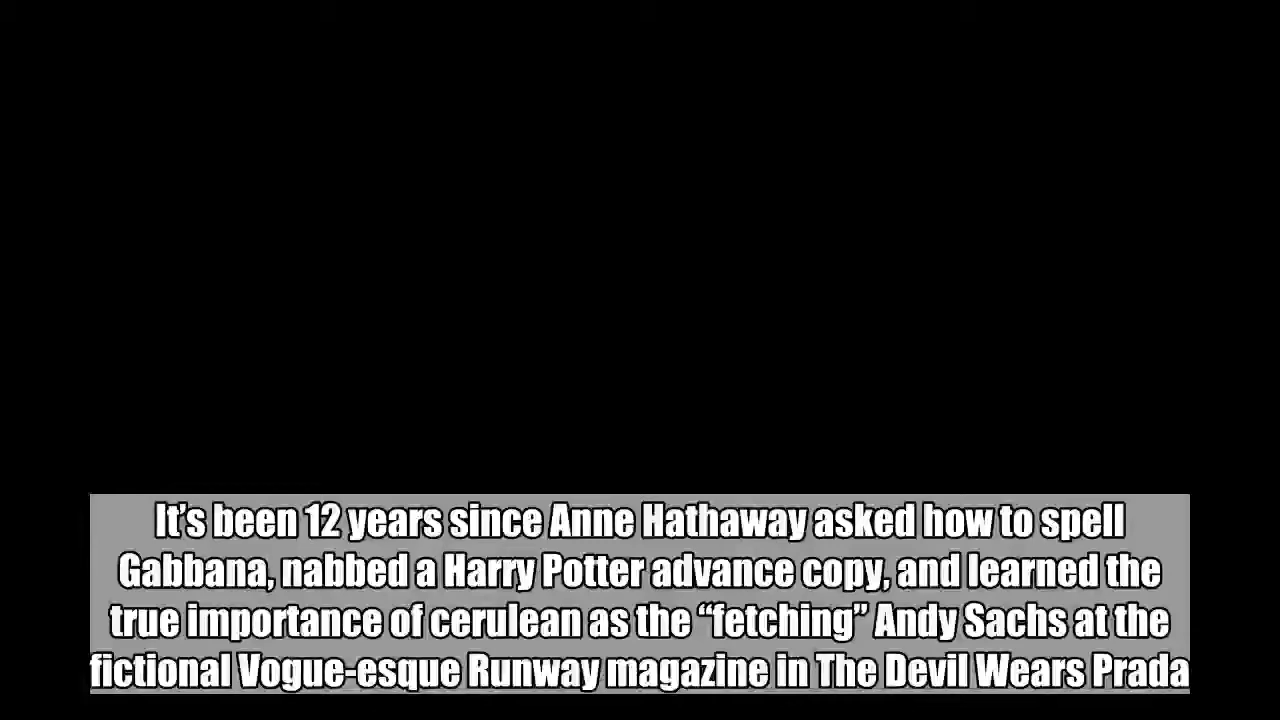 It’s been 12 years since Anne Hathaway asked how to spell
Gabbana, nabbed a Harry Potter advance copy, and learned the
true importance of cerulean as the “fetching” Andy Sachs at the
fictional Vogue-esque Runway magazine in The Devil Wears Prada